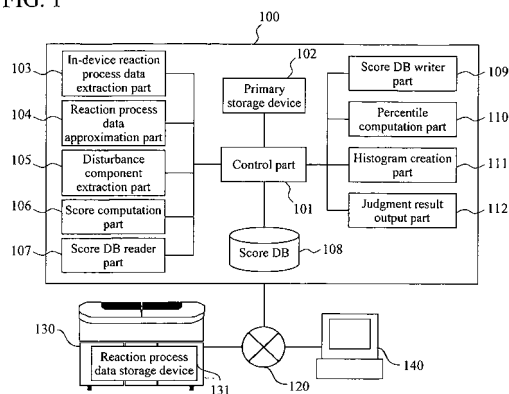 FIG. 1
100
103
In-device reaction
process data
extraction part
104
Reaction process
data
approximation part
105
Disturbance
component
extraction part
106
Score computation
part
107
Score DB reader
part
102
Primary
storage device
Control part
101
Score DB
108
Score DB writer
part
109
Percentile
computation part
110
Histogram creation
part
111
Judgment result
output part
112
130
Reaction process
data storage device
131
120
140